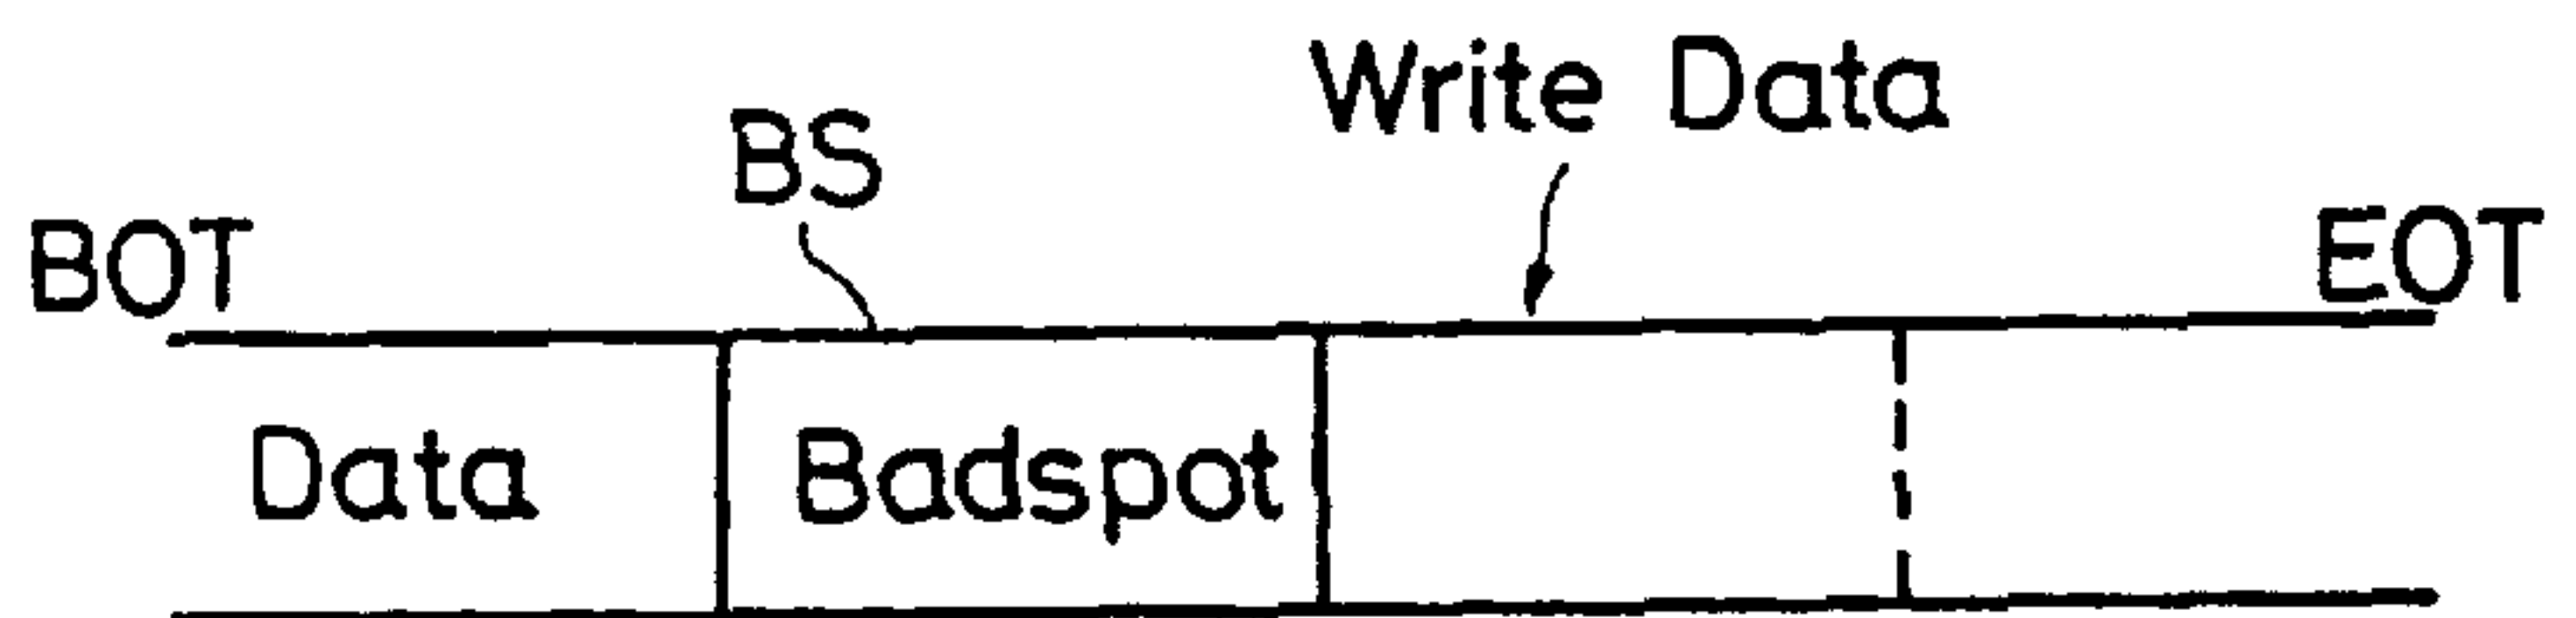 Write Data
BS
BOT
EOT
Data
Badspot